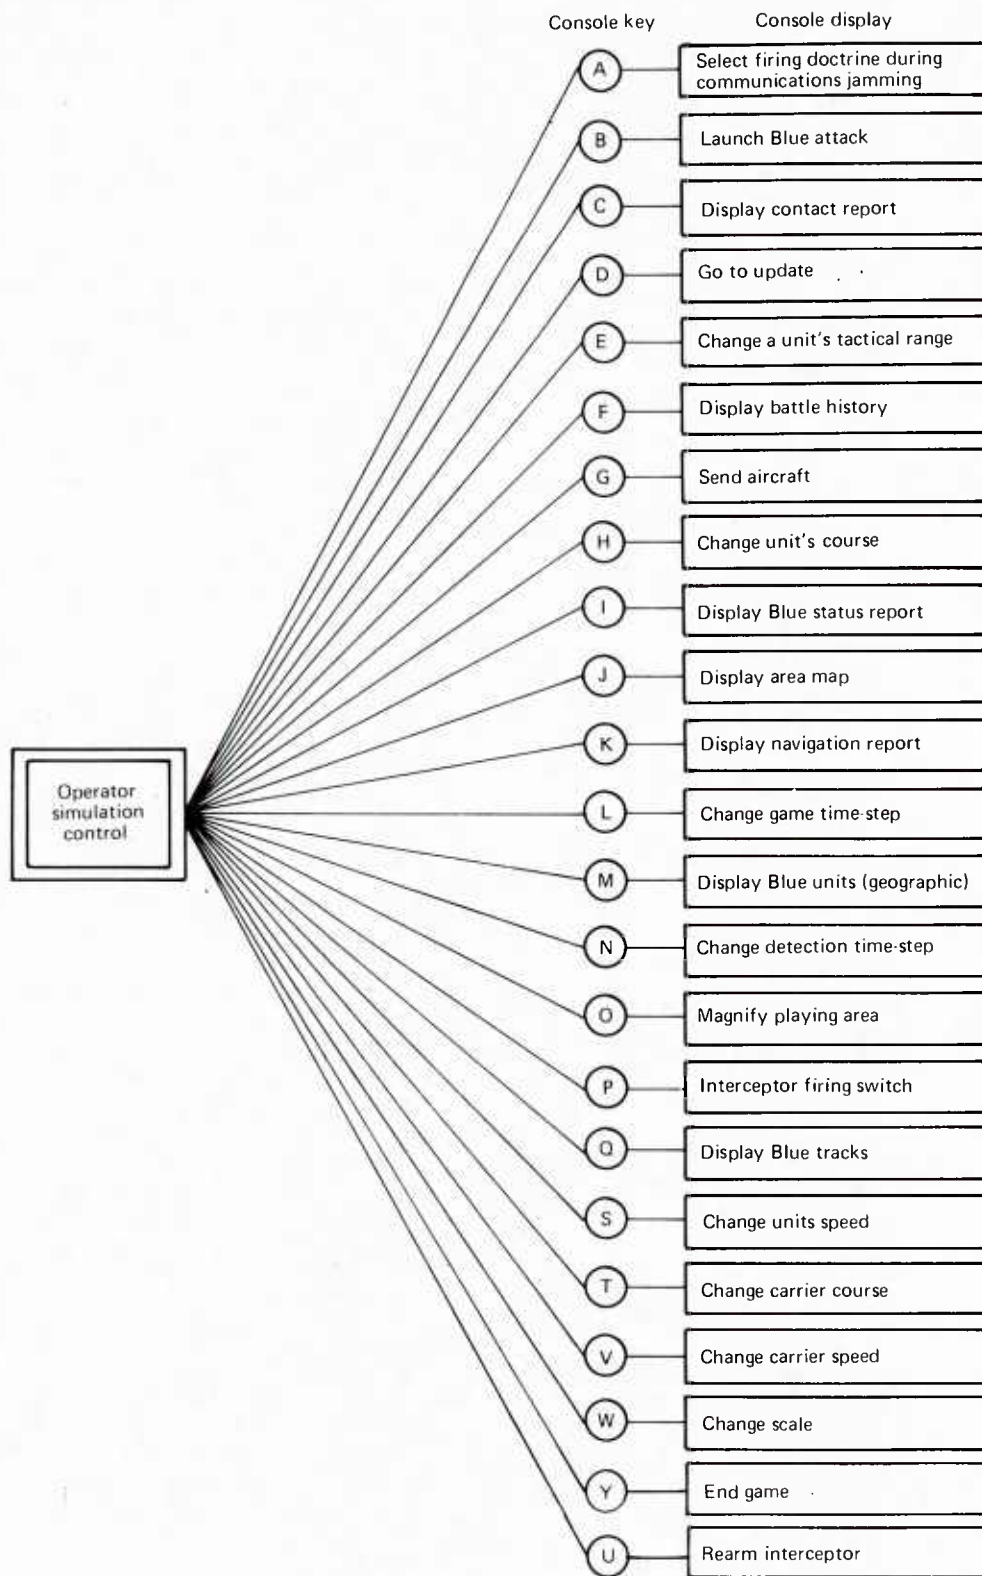 Console key Console display
A Select firing doctrine during
communications jamming
B Launch Blue attack
C Display contact report
D Go to update
E Change a unit's tactical range
F Display battle history
G Send aircraft
H Change unit's course
I Display Blue status report
J Display area map
K Display navigation report
Operator
simulation
control
L Change game time-step
M Display Blue units (geographic)
N Change detection time-step
O Magnify playing area
P Interceptor firing switch
Q Display Blue tracks
S Change units speed
T Change carrier course
V Change carrier speed
W Change scale
Y End game
U Rearm interceptor